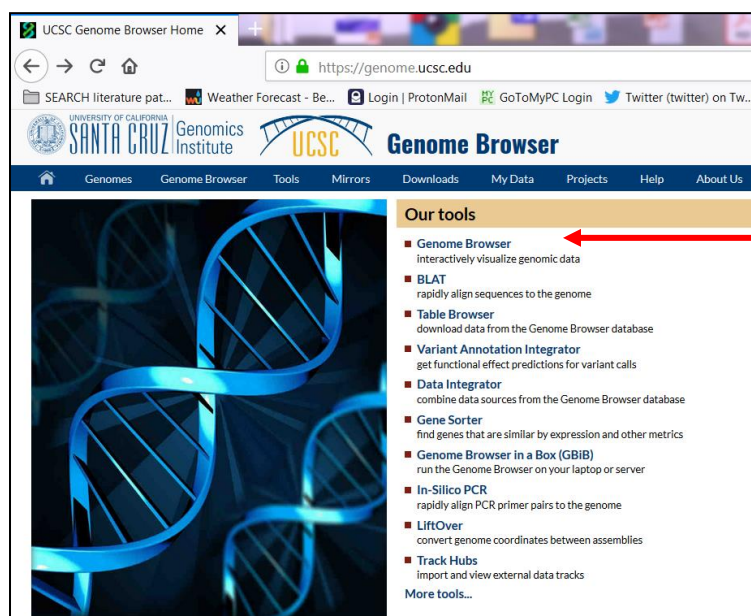 UCSC Genome Browser Home
https://genome.ucsc.edu
SEARCH literature pat... Weather Forecast - Be... Login | ProtonMail GoToMyPC Login Twitter (twitter) on Tw...
UNIVERSITY OF CALIFORNIA
SANTA CRUZ Genomics Institute UCSC Genome Browser
Genomes Genome Browser Tools Mirrors Downloads My Data Projects Help About Us
Our tools
Genome Browser
interactively visualize genomic data
BLAT
rapidly align sequences to the genome
Table Browser
download data from the Genome Browser database
Variant Annotation Integrator
get functional effect predictions for variant calls
Data Integrator
combine data sources from the Genome Browser database
Gene Sorter
find genes that are similar by expression and other metrics
Genome Browser in a Box (GBiB)
run the Genome Browser on your laptop or server
In-Silico PCR
rapidly align PCR primer pairs to the genome
LiftOver
convert genome coordinates between assemblies
Track Hubs
import and view external data tracks
More tools...